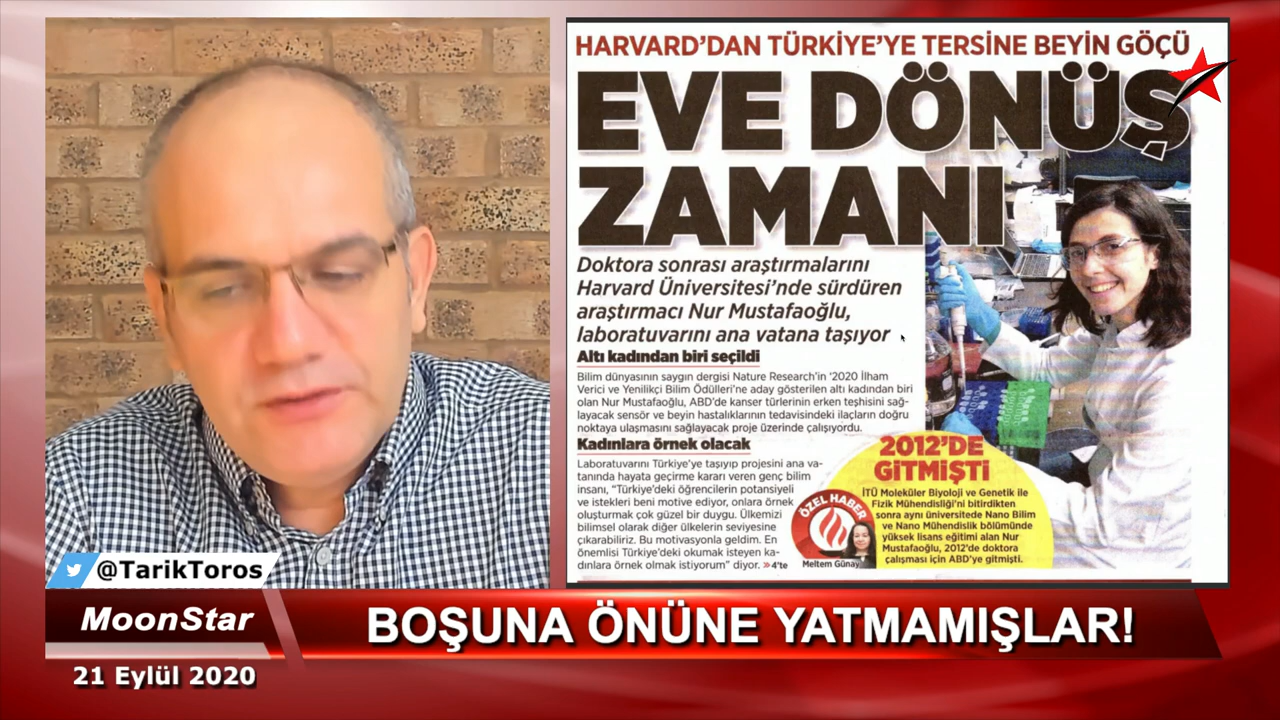 HARVARD'DAN TÜRKİYE'YE TERSİNE BEYİN GÖÇÜ
EVE DÖNÜŞ
ZAMANI
Doktora sonrası araştırmalarını
Harvard Üniversitesi'nde sürdüren
araştırmacı Nur Mustafaoğlu,
laboratuvarını ana vatana taşıyor
Altı kadından biri seçildi
Bilim dünyasının saygın dergisi Nature Research'in '2020 İlham
Verici ve Yenilikçi Bilim Ödülleri'ne aday gösterilen altı kadından biri
olan Nur Mustafaoğlu, ABD'de kanser türlerinin erken teşhisini sağ-
layacak sensör ve beyin hastalıklarının tedavisindeki ilaçların doğru
noktaya ulaşmasını sağlayacak proje üzerinde çalışıyordu.
Kadınlara örnek olacak
Laboratuvarını Türkiye'ye taşıyıp projesini ana va-
tanında hayata geçirme kararı veren genç bilim
insanı, "Türkiye'deki öğrencilerin potansiyeli
ve istekleri beni motive ediyor, onlara örnek
oluşturmak çok güzel bir duygu. Ülkemizi
bilimsel olarak diğer ülkelerin seviyesine
çıkarabiliriz. Bu motivasyonla geldim. En
önemlisi Türkiye'deki okumak isteyen ka-
dınlara örnek olmak istiyorum" diyor. »4'te
ÖZEL HABER
Meltem Günay
2012'DE
GİTMİŞTİ
İTÜ Moleküler Biyoloji ve Genetik ile
Fizik Mühendisliği'ni bitirdikten
sonra aynı üniversitede Nano Bilim
ve Nano Mühendislik bölümünde
yüksek lisans eğitimi alan Nur
Mustafaoğlu, 2012'de doktora
çalışması için ABD'ye gitmişti.
@TarikToros
MoonStar
BOŞUNA ÖNÜNE YATMAMIŞLAR!
21 Eylül 2020